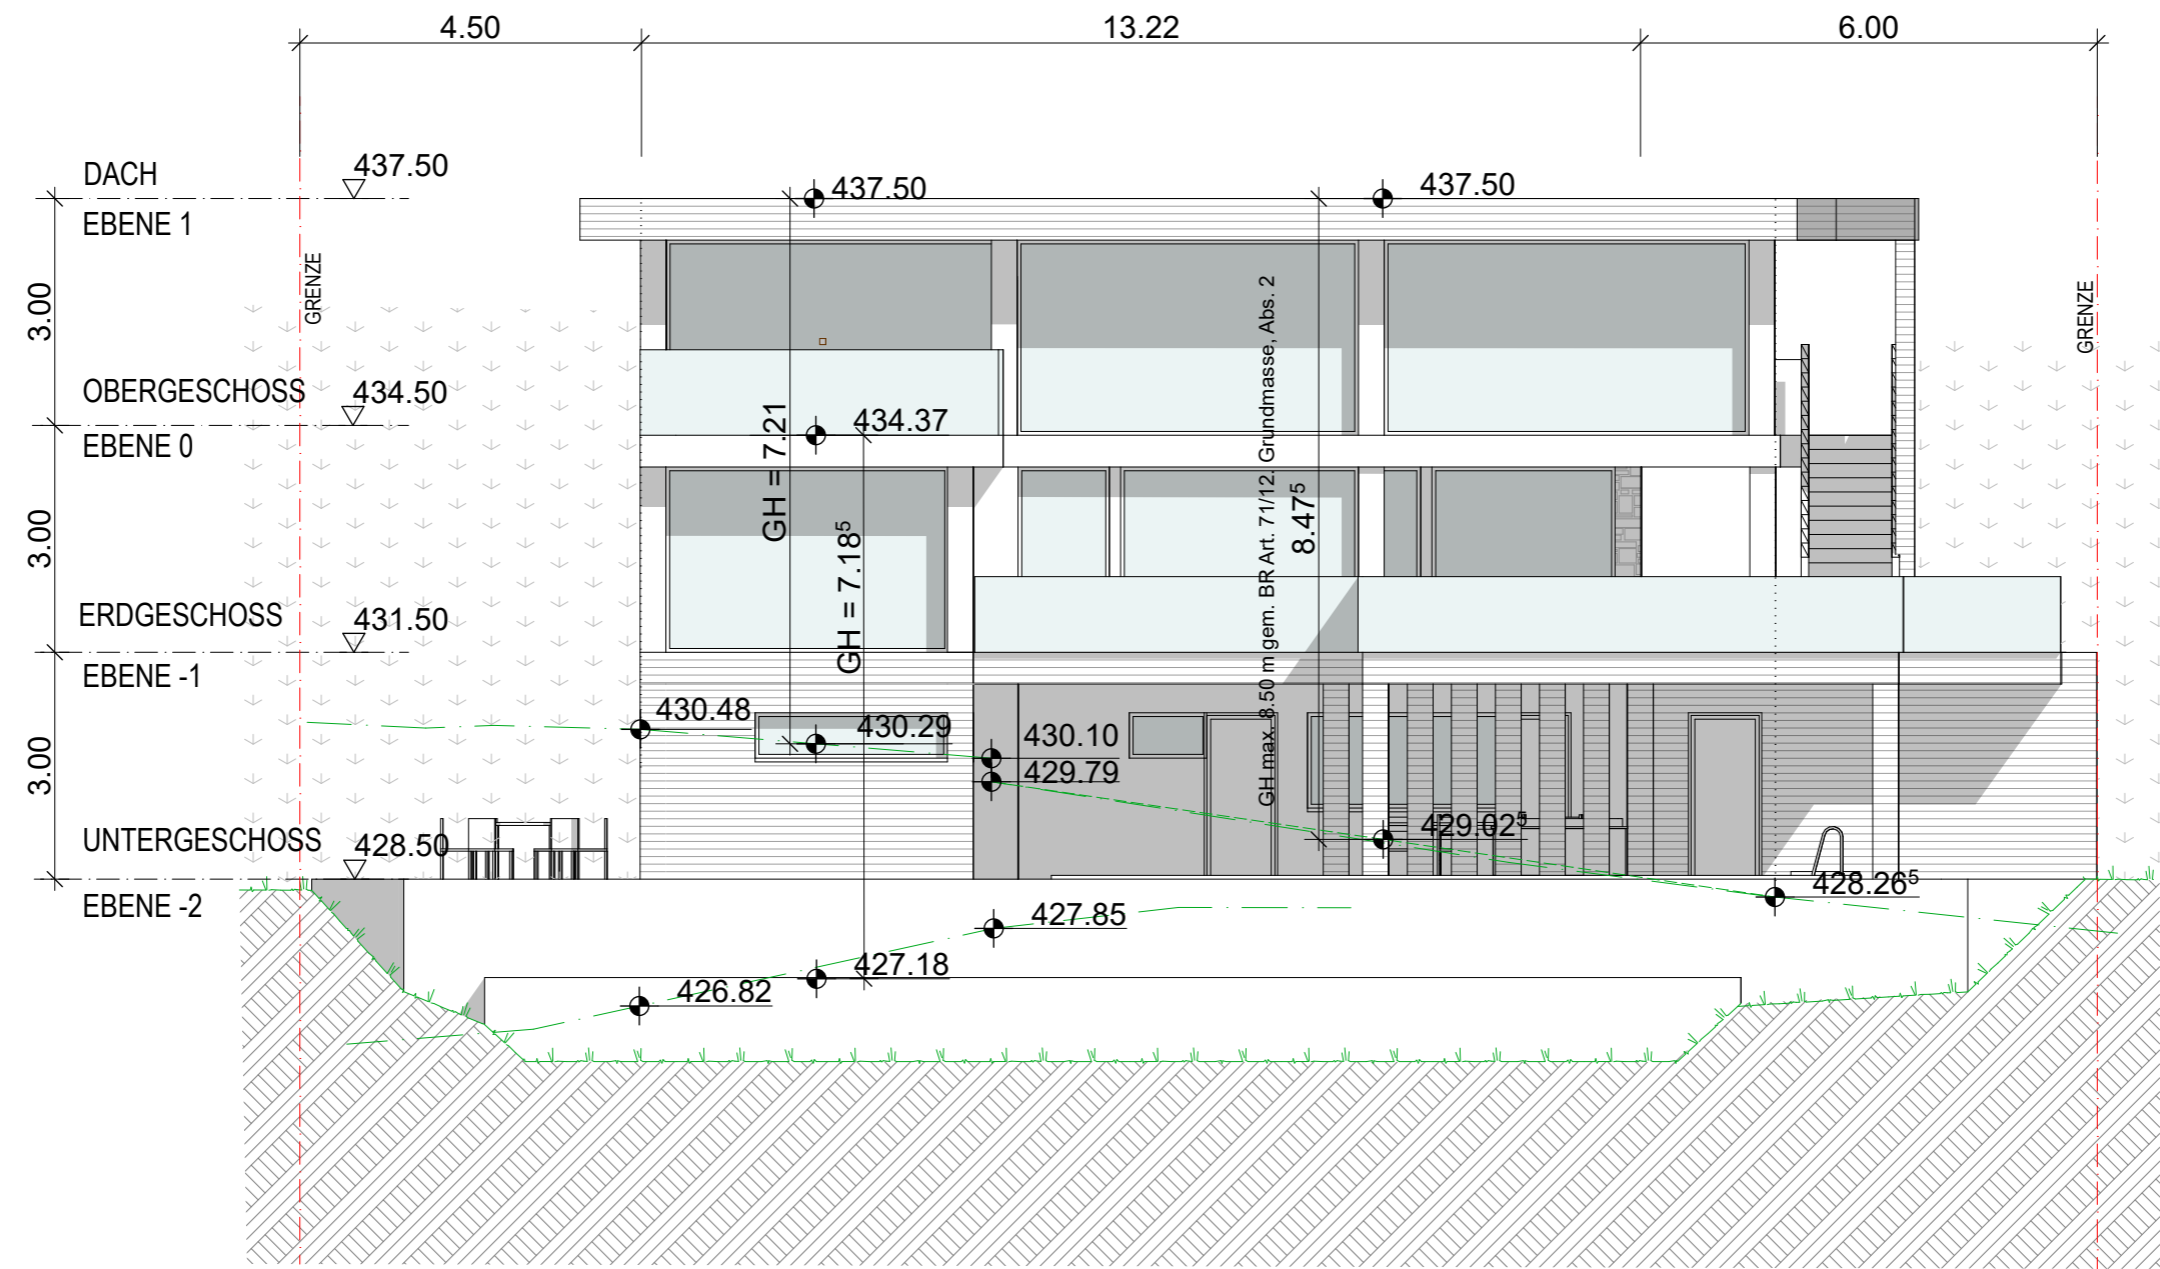 4.50
13.22
6.00
DACH
437.50
EBENE 1
437.50
437.50
GRENZE
GRENZE
3.00
OBERGESCHOSS
434.50
EBENE 0
434.37
GH = 7.21
GH = 7.18⁵
GH max. 8.50 m gem. BR Art. 71/12. Grundmasse, Abs. 2
8.47⁵
3.00
ERDGESCHOSS
431.50
EBENE -1
430.48
430.29
430.10
429.79
3.00
429.02⁵
UNTERGESCHOSS
428.50
EBENE -2
428.26⁵
427.85
427.18
426.82